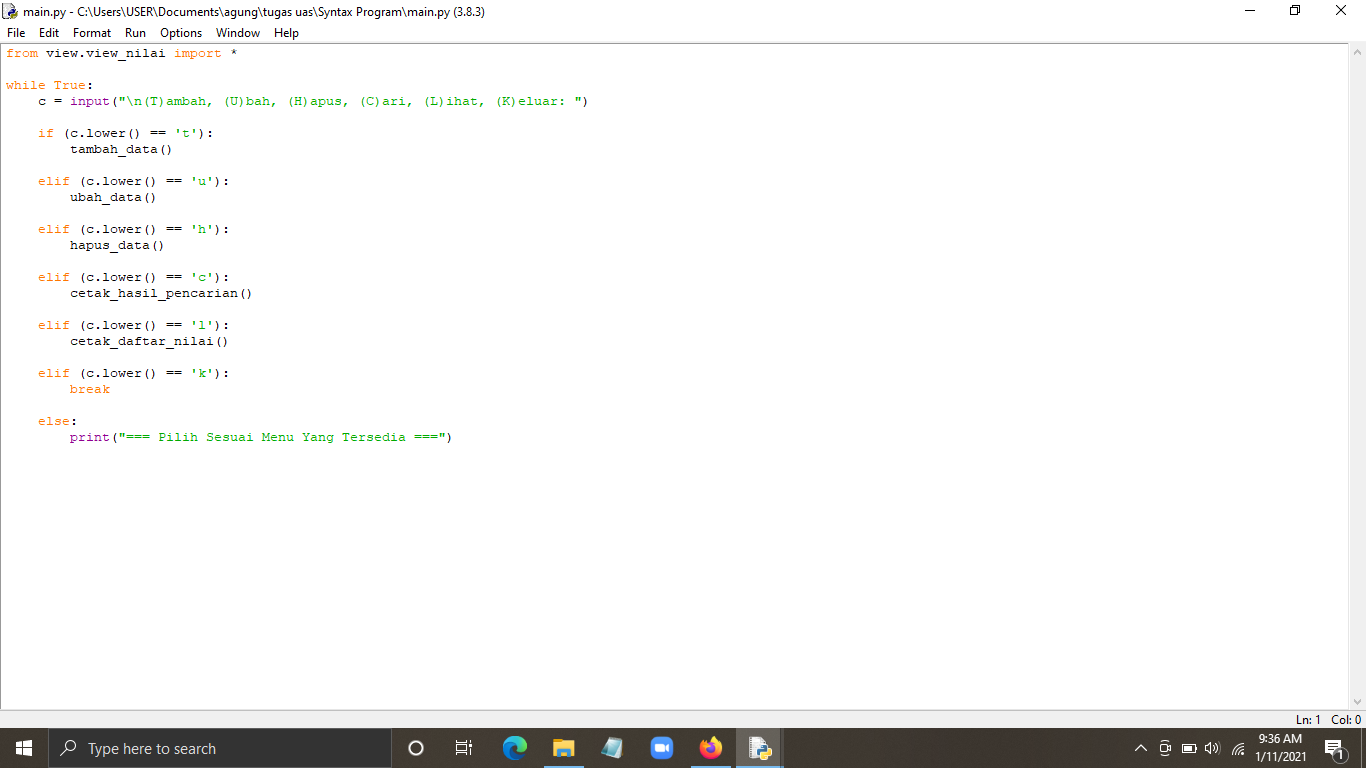 main.py - C:\Users\USER\Documents\agung\tugas uas\Syntax Program\main.py (3.8.3)
File Edit Format Run Options Window Help
from view.view_nilai import *
while True:
    c = input("\n(T)ambah, (U)bah, (H)apus, (C)ari, (L)ihat, (K)eluar: ")
    if (c.lower() == 't'):
        tambah_data()
    elif (c.lower() == 'u'):
        ubah_data()
    elif (c.lower() == 'h'):
        hapus_data()
    elif (c.lower() == 'c'):
        cetak_hasil_pencarian()
    elif (c.lower() == 'l'):
        cetak_daftar_nilai()
    elif (c.lower() == 'k'):
        break
    else:
        print("=== Pilih Sesuai Menu Yang Tersedia ===")
Ln: 1 Col: 0
Type here to search
9:36 AM
1/11/2021
1